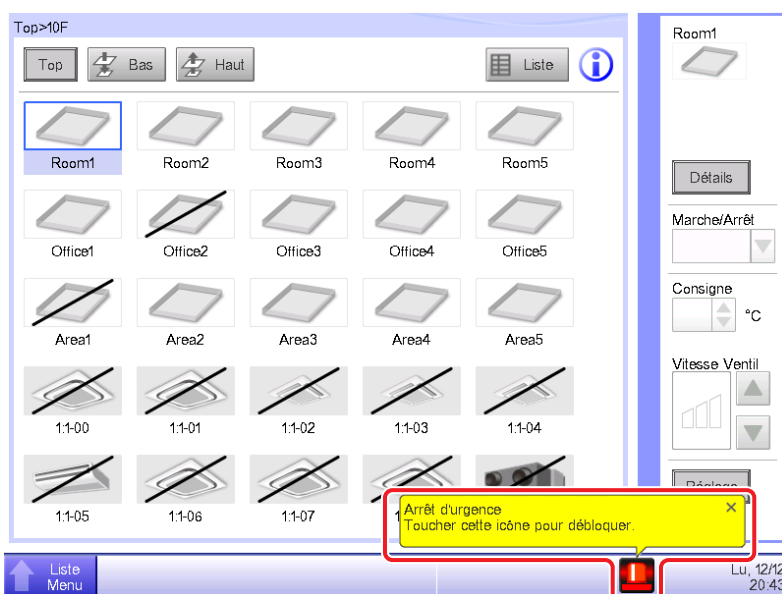 Top>10F
Top
Bas
Haut
Liste
Room1
Room2
Room3
Room4
Room5
Office1
Office2
Office3
Office4
Office5
Area1
Area2
Area3
Area4
Area5
1:1-00
1:1-01
1:1-02
1:1-03
1:1-04
1:1-05
1:1-06
1:1-07
Room1
Détails
Marche/Arrêt
Consigne
°C
Vitesse Ventil
Arrêt d'urgence
Toucher cette icône pour débloquer.
Liste
Menu
Lu, 12/12
20:43